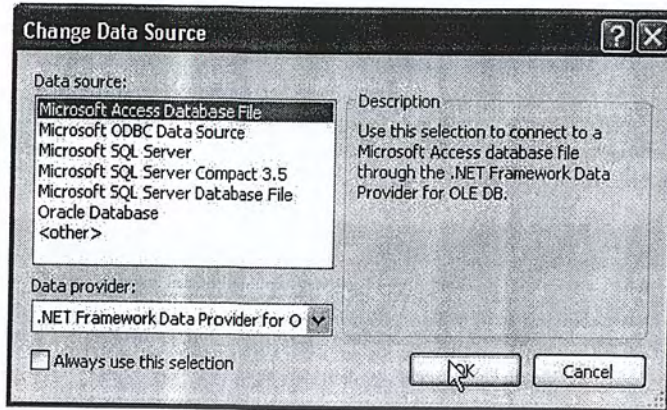 Change Data Source
Data source:
Microsoft Access Database File
Microsoft ODBC Data Source
Microsoft SQL Server
Microsoft SQL Server Compact 3.5
Microsoft SQL Server Database File
Oracle Database
<other>
Description
Use this selection to connect to a
Microsoft Access database file
through the .NET Framework Data
Provider for OLE DB.
Data provider:
.NET Framework Data Provider for O
Always use this selection
OK
Cancel